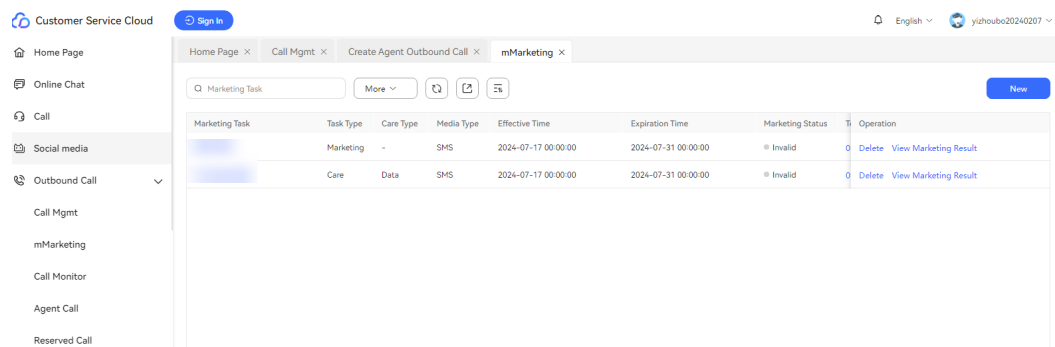 Customer Service Cloud
Sign In
English
yizhoubo20240207
Home Page
Online Chat
Call
Social media
Outbound Call
Call Mgmt
mMarketing
Call Monitor
Agent Call
Reserved Call
Home Page × Call Mgmt × Create Agent Outbound Call × mMarketing ×
Marketing Task
More
New
Marketing Task Task Type Care Type Media Type Effective Time Expiration Time Marketing Status Operation
Marketing – SMS 2024-07-17 00:00:00 2024-07-31 00:00:00 Invalid 0 Delete View Marketing Result
Care Data SMS 2024-07-17 00:00:00 2024-07-31 00:00:00 Invalid 0 Delete View Marketing Result